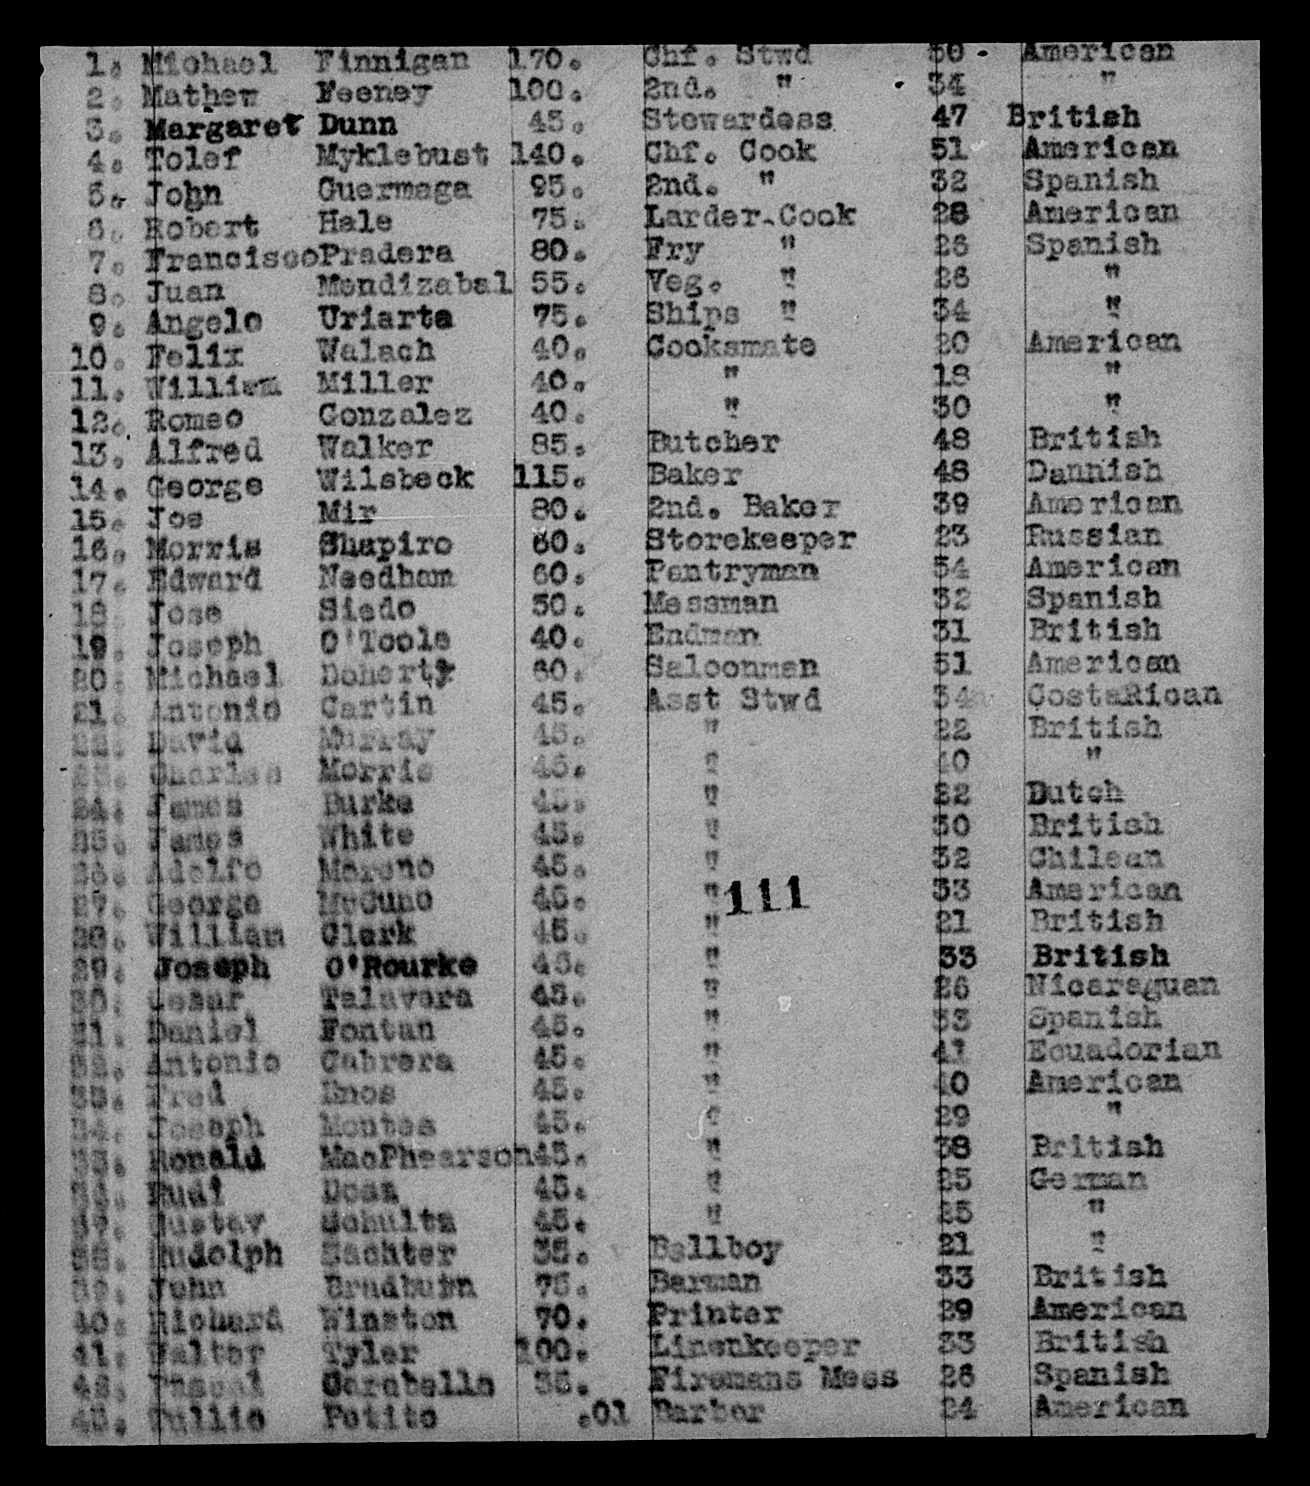 1. Michael Finnigan 170. Chf. Stwd 50 American
2. Mathew Feeney 100. 2nd. " 34 "
3. Margaret Dunn 45. Stewardess 47 British
4. Tolef Myklebust 140. Chf. Cook 51 American
5. John Guermaga 95. 2nd. " 32 Spanish
6. Robert Hale 75. Larder-Cook 28 American
7. Francisco Pradera 80. Fry " 26 Spanish
8. Juan Mendizabal 55. Veg. " 26 "
9. Angelo Uriarte 75. Ships " 34 "
10. Felix Walach 40. Cooksmate 20 American
11. William Miller 40. " 18 "
12. Romeo Gonzalez 40. " 30 "
13. Alfred Walker 85. Butcher 48 British
14. George Wilsbeck 115. Baker 48 Dannish
15. Jos Mir 80. 2nd. Baker 39 American
16. Morris Shapiro 60. Storekeeper 23 Russian
17. Edward Needham 60. Pantryman 54 American
18. Jose Siedo 50. Messman 32 Spanish
19. Joseph O'Toole 40. Endman 31 British
20. Michael Doherty 60. Saloonman 51 American
21. Antonio Cartin 45. Asst Stwd 34 CostaRican
22. David Murray 45. " 22 British
23. Charles Morris 45. " 40 "
24. James Burke 45. " 22 Dutch
25. James White 45. " 30 British
26. Adolfo Moreno 45. " 32 Chilean
27. George McCune 45. " 33 American
111
28. William Clark 45. " 21 British
29. Joseph O'Rourke 45. " 33 British
30. Cesar Talavera 45. " 26 Nicaraguan
31. Daniel Fontan 45. " 33 Spanish
32. Antonio Cabrera 45. " 41 Ecuadorian
33. Fred Enos 45. " 40 American
34. Joseph Montes 45. " 29 "
35. Ronald MacPhearson 45. " 38 British
36. Rudi 45. " 25 German
37. Gustav Schultz 45. " 25 "
38. Rudolph Sachter 35. Bellboy 21 "
39. John Bradburn 75. Barman 33 British
40. Richard Winston 70. Printer 29 American
41. Walter Tyler 100. Linenkeeper 33 British
42. Pascal Garabella 35. Firemans Mess 26 Spanish
43. Tullio Petito .01 Barber 24 American